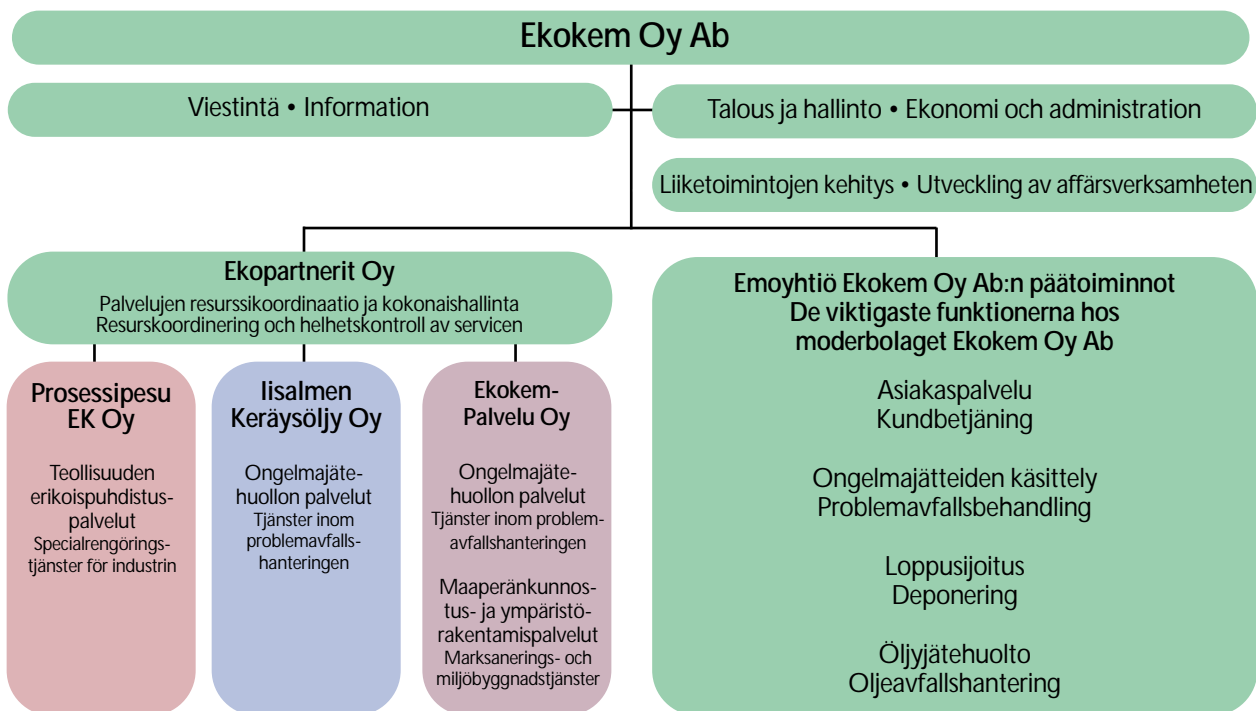 Ekokem Oy Ab
Viestintä • Information
Talous ja hallinto • Ekonomi och administration
Liiketoimintojen kehitys • Utveckling av affärsverksamheten
Ekopartnerit Oy
Palvelujen resurssikoordinaatio ja kokonaishallinta
Resurskoordinering och helhetskontroll av servicen
Prosessipesu
EK Oy
Teollisuuden
erikoispuhdistus-
palvelut
Specialrengörings-
tjänster för industrin
Iisalmen
Keräysöljy Oy
Ongelmajäte-
huollon palvelut
Tjänster inom
problemavfalls-
hanteringen
Ekokem-
Palvelu Oy
Ongelmajäte-
huollon palvelut
Tjänster inom problem-
avfallshanteringen
Maaperänkunnos-
tus- ja ympäristö-
rakentamispalvelut
Marksanerings- och
miljöbyggnadstjänster
Emoyhtiö Ekokem Oy Ab:n päätoiminnot
De viktigaste funktionerna hos
moderbolaget Ekokem Oy Ab
Asiakaspalvelu
Kundbetjäning
Ongelmajätteiden käsittely
Problemavfallsbehandling
Loppusijoitus
Deponering
Öljyjätehuolto
Oljeavfallshantering